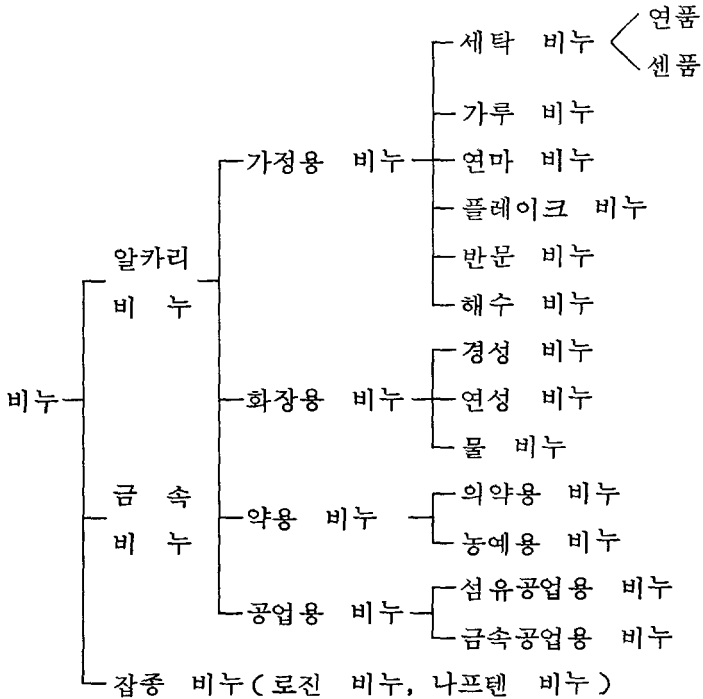 연품
세탁 비누
센품
가루 비누
가정용 비누
연마 비누
플레이크 비누
알카리
반문 비누
비 누
해수 비누
경성 비누
비누
화장용 비누
연성 비누
물 비누
금 속
의약용 비누
약용 비누
비 누
농예용 비누
섬유공업용 비누
공업용 비누
금속공업용 비누
잡종 비누(로진 비누, 나프텐 비누)